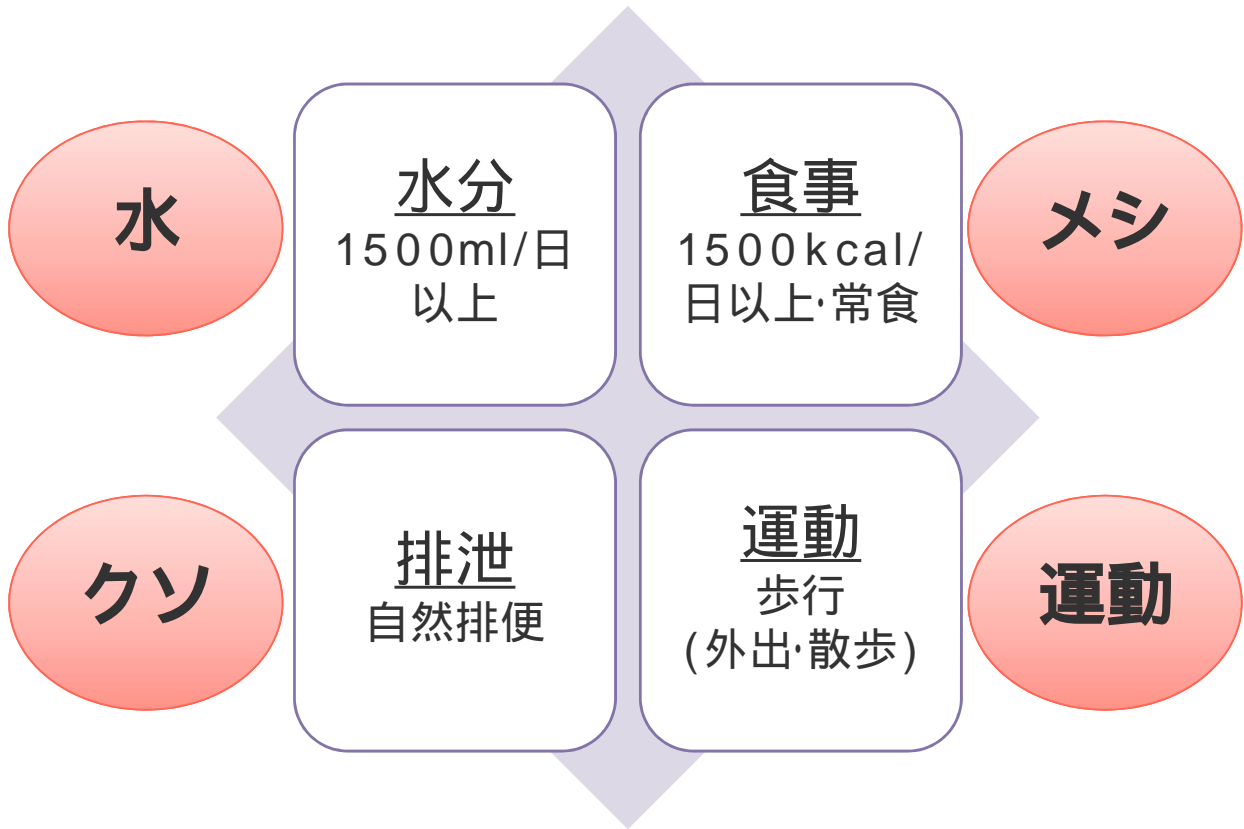 水
水分
1500ml/日
以上
食事
1500kcal/
日以上・常食
メシ
クソ
排泄
自然排便
運動
歩行
(外出・散歩)
運動